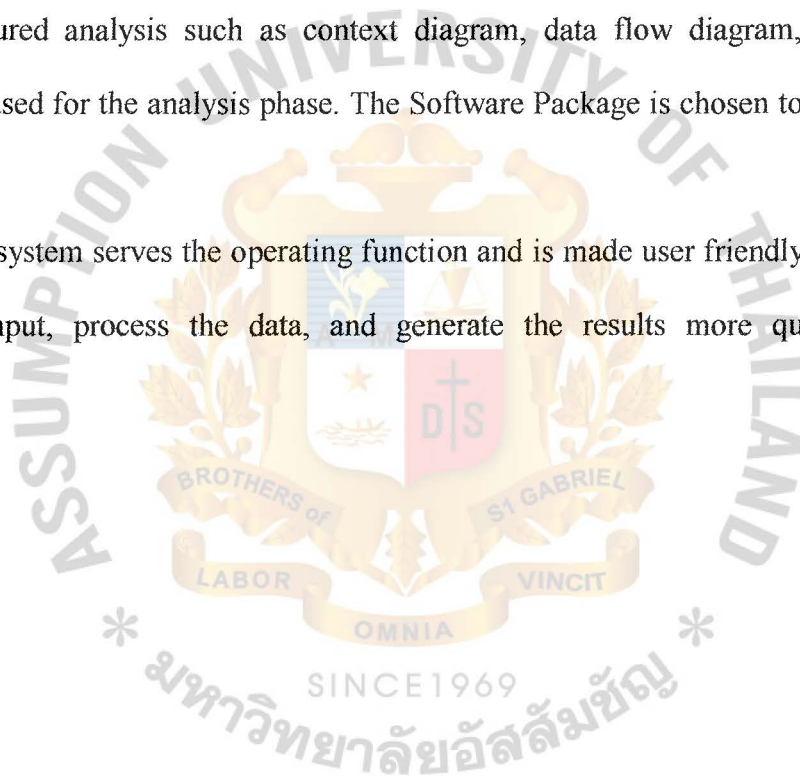 ured analysis such as context diagram, data flow diagram,
sed for the analysis phase. The Software Package is chosen to
system serves the operating function and is made user friendly
nput, process the data, and generate the results more qu
ASSUMPTION UNIVERSITY OF THAILAND
A M
D S
BROTHERS of
ST GABRIEL
LABOR
VINCIT
OMNIA
SINCE1969
* มหาวิทยาลัยอัสสัมชัญ *